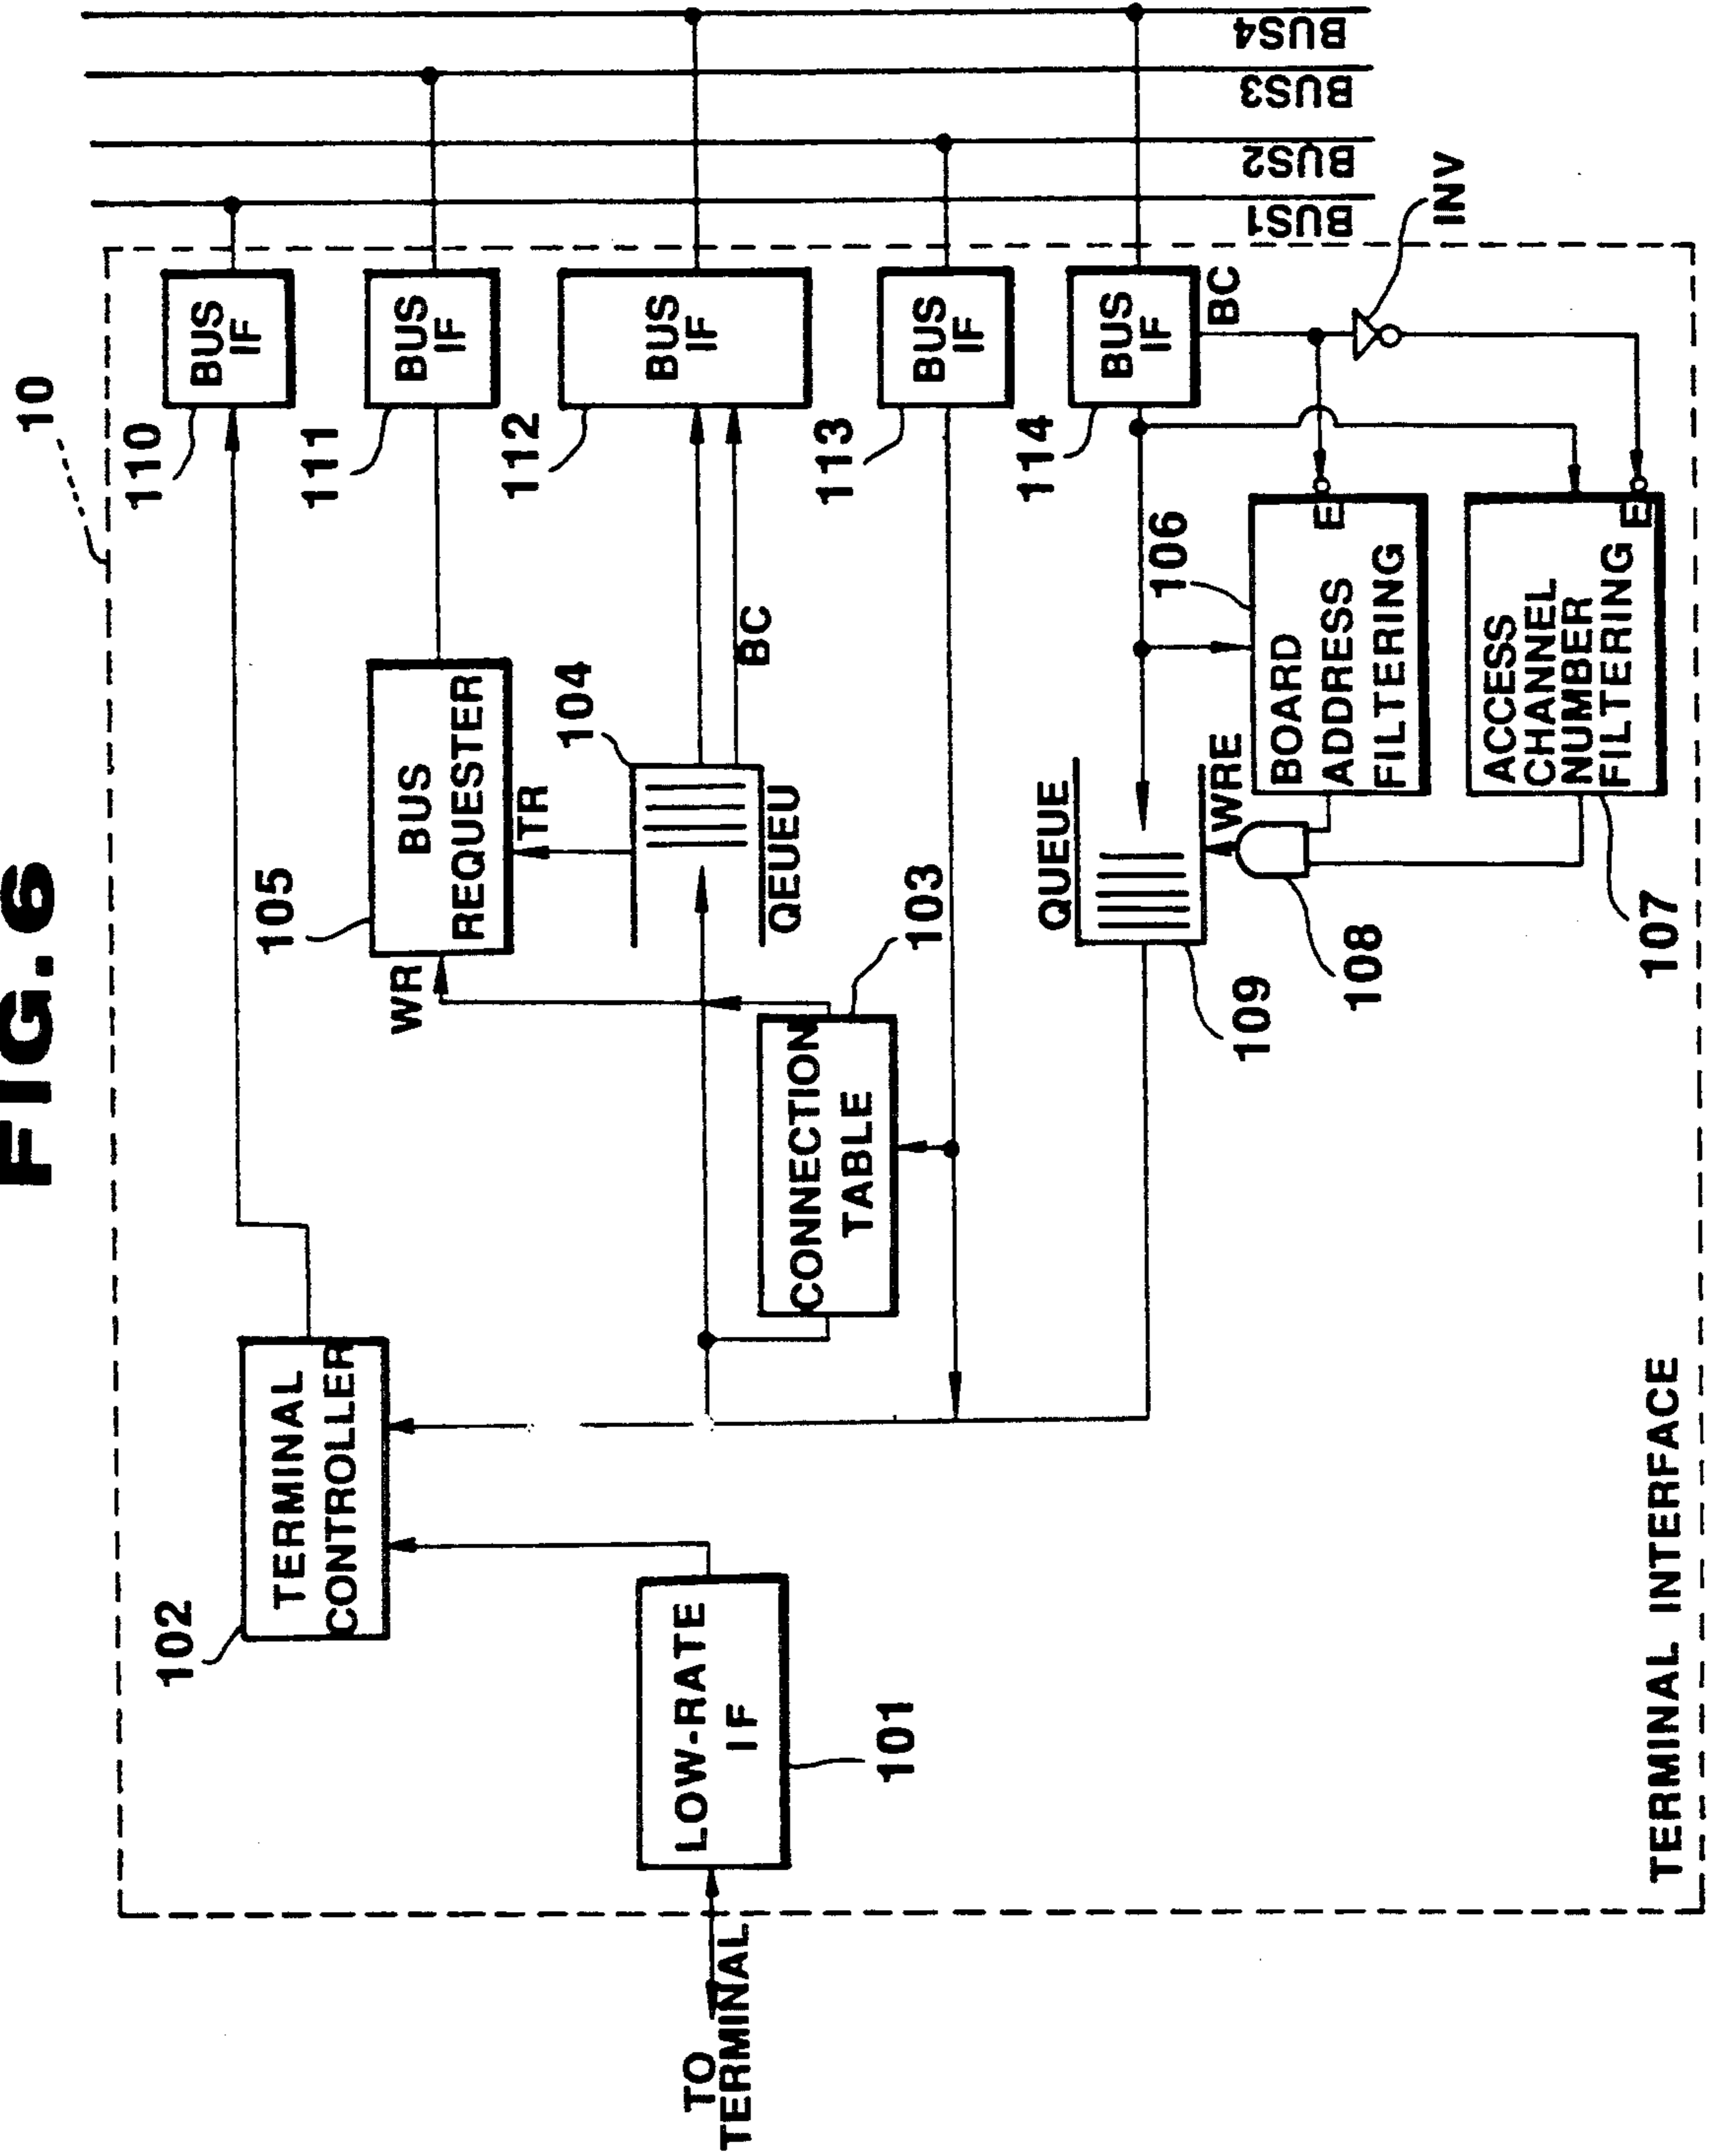 FIG.6
10
110
BUS
IF
BUS1
BUS2
BUS3
BUS4
102
TERMINAL
CONTROLLER
105
BUS
REQUESTER
WR
TR
111
BUS
IF
104
QEUEU
BC
112
BUS
IF
TO
TERMINAL
LOW-RATE
IF
101
CONNECTION
TABLE
103
113
BUS
IF
QUEUE
109
WRE
108
114
BUS
IF
BC
INV
106
BOARD
ADDRESS
FILTERING
E
ACCESS
CHANNEL
NUMBER
FILTERING
E
107
TERMINAL INTERFACE